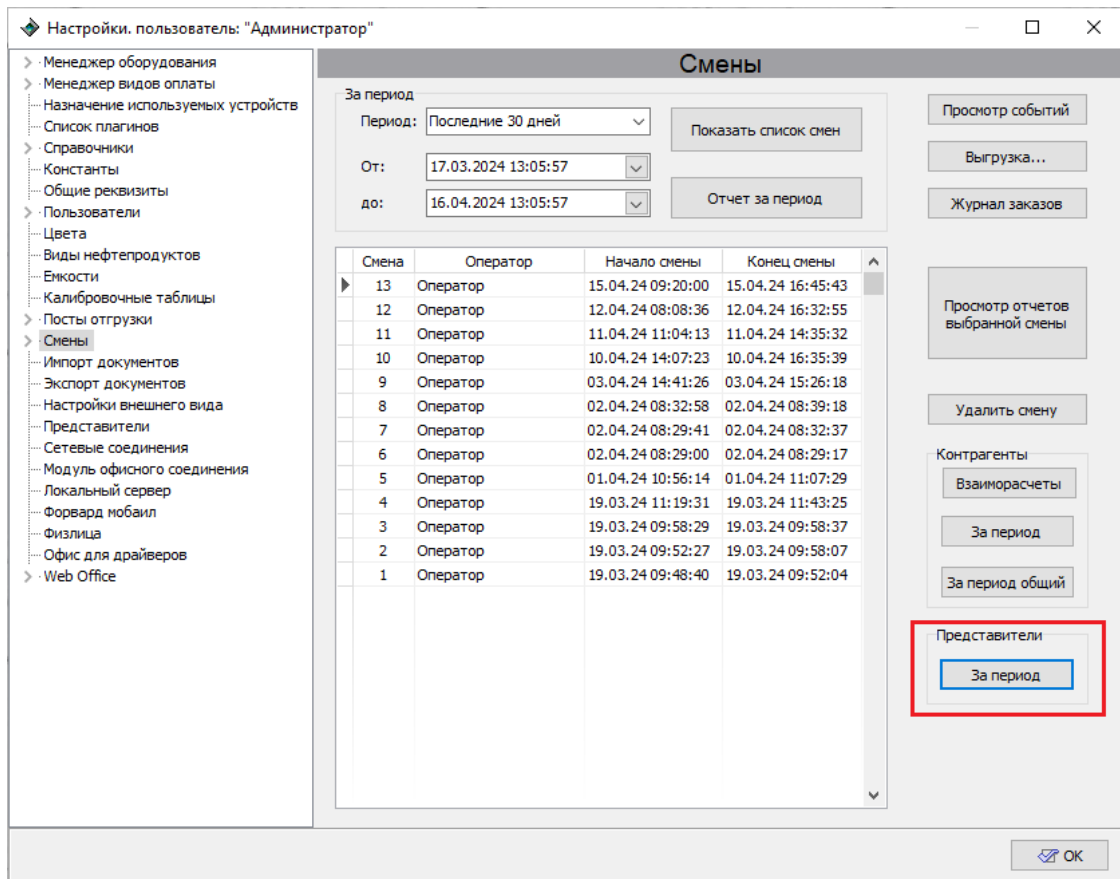 Настройки. пользователь: "Администратор"
Менеджер оборудования
Менеджер видов оплаты
Назначение используемых устройств
Список плагинов
Справочники
Константы
Общие реквизиты
Пользователи
Цвета
Виды нефтепродуктов
Емкости
Калибровочные таблицы
Посты отгрузки
Смены
Импорт документов
Экспорт документов
Настройки внешнего вида
Представители
Сетевые соединения
Модуль офисного соединения
Локальный сервер
Форвард мобаил
Физлица
Офис для драйверов
Web Office
Смены
За период
Период: Последние 30 дней
От: 17.03.2024 13:05:57
до: 16.04.2024 13:05:57
Показать список смен
Отчет за период
Смена Оператор Начало смены Конец смены
13 Оператор 15.04.24 09:20:00 15.04.24 16:45:43
12 Оператор 12.04.24 08:08:36 12.04.24 16:32:55
11 Оператор 11.04.24 11:04:13 11.04.24 14:35:32
10 Оператор 10.04.24 14:07:23 10.04.24 16:35:39
9 Оператор 03.04.24 14:41:26 03.04.24 15:26:18
8 Оператор 02.04.24 08:32:58 02.04.24 08:39:18
7 Оператор 02.04.24 08:29:41 02.04.24 08:32:37
6 Оператор 02.04.24 08:29:00 02.04.24 08:29:17
5 Оператор 01.04.24 10:56:14 01.04.24 11:07:29
4 Оператор 19.03.24 11:19:31 19.03.24 11:43:25
3 Оператор 19.03.24 09:58:29 19.03.24 09:58:37
2 Оператор 19.03.24 09:52:27 19.03.24 09:58:07
1 Оператор 19.03.24 09:48:40 19.03.24 09:52:04
Просмотр событий
Выгрузка...
Журнал заказов
Просмотр отчетов
выбранной смены
Удалить смену
Контрагенты
Взаиморасчеты
За период
За период общий
Представители
За период
OK